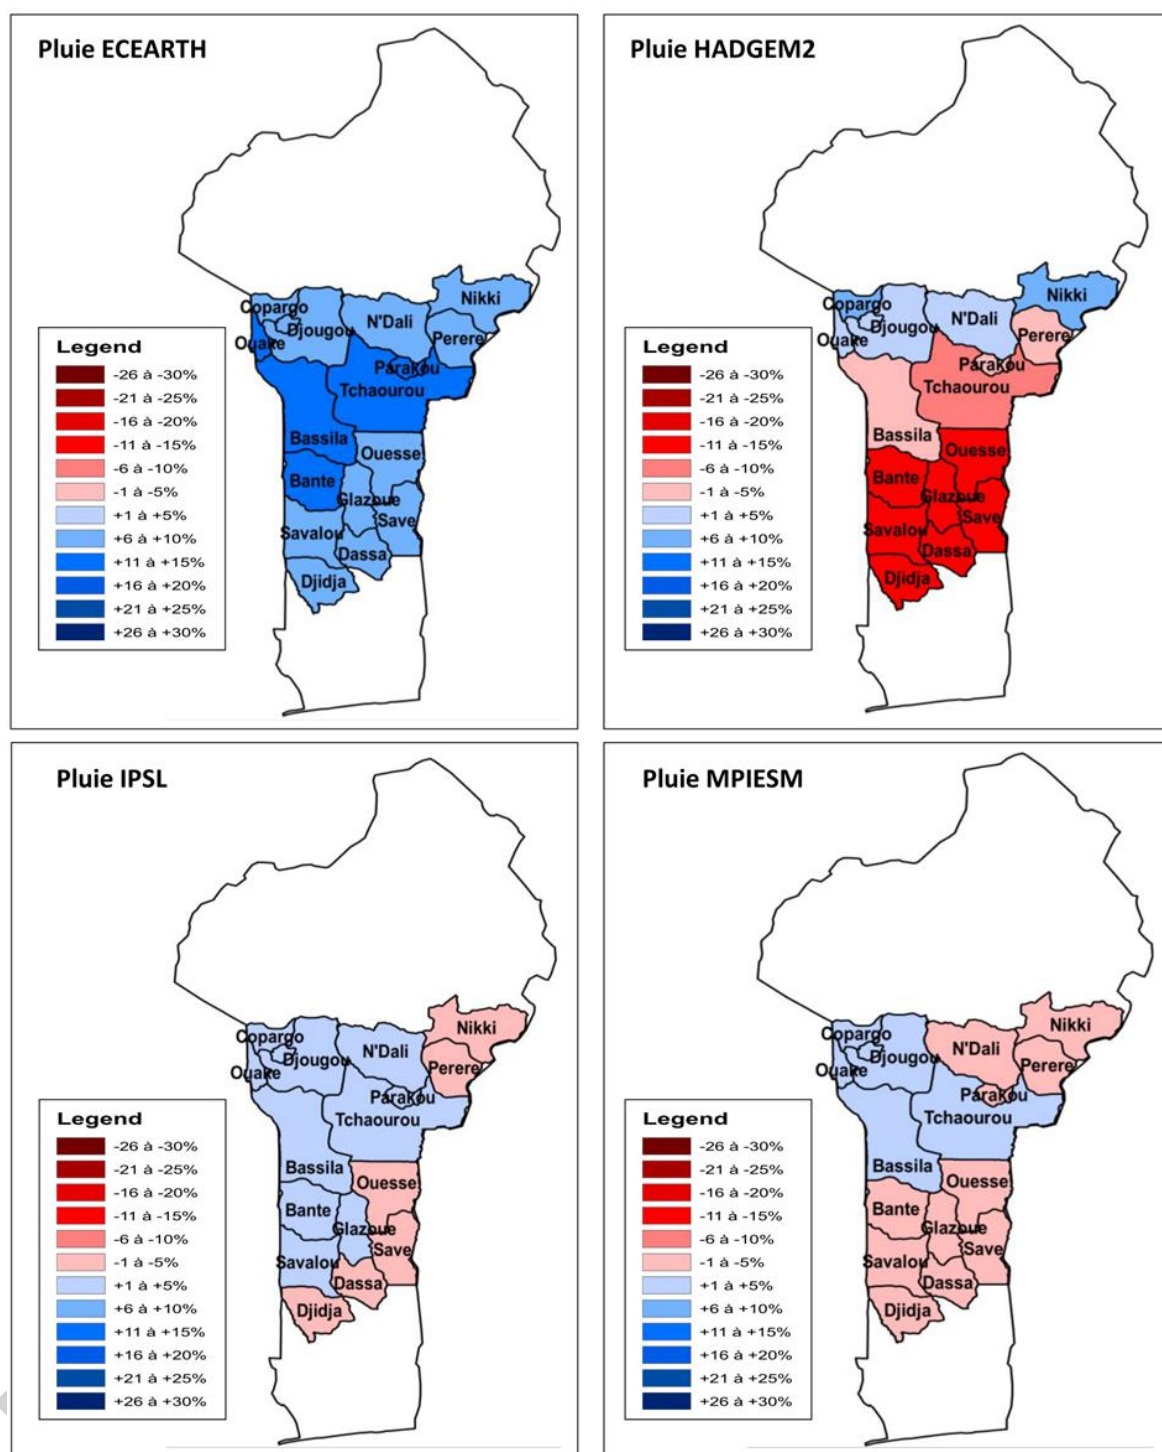 Pluie ECEARTH
Copargo
Nikki
Djougou
N'Dali
Ouake
Perere
Parakou
Tchaourou
Bassila
Ouesse
Bante
Glazoue
Savalou
Save
Dassa
Djidja
Legend
-26 à -30%
-21 à -25%
-16 à -20%
-11 à -15%
-6 à -10%
-1 à -5%
+1 à +5%
+6 à +10%
+11 à +15%
+16 à +20%
+21 à +25%
+26 à +30%
Pluie HADGEM2
Copargo
Nikki
Djougou
N'Dali
Ouake
Perere
Parakou
Tchaourou
Bassila
Ouesse
Bante
Glazoue
Savalou
Save
Dassa
Djidja
Legend
-26 à -30%
-21 à -25%
-16 à -20%
-11 à -15%
-6 à -10%
-1 à -5%
+1 à +5%
+6 à +10%
+11 à +15%
+16 à +20%
+21 à +25%
+26 à +30%
Pluie IPSL
Copargo
Nikki
Djougou
N'Dali
Ouake
Perere
Parakou
Tchaourou
Bassila
Ouesse
Bante
Glazoue
Savalou
Save
Dassa
Djidja
Legend
-26 à -30%
-21 à -25%
-16 à -20%
-11 à -15%
-6 à -10%
-1 à -5%
+1 à +5%
+6 à +10%
+11 à +15%
+16 à +20%
+21 à +25%
+26 à +30%
Pluie MPIESM
Copargo
Nikki
Djougou
N'Dali
Ouake
Perere
Parakou
Tchaourou
Bassila
Ouesse
Bante
Glazoue
Savalou
Save
Dassa
Djidja
Legend
-26 à -30%
-21 à -25%
-16 à -20%
-11 à -15%
-6 à -10%
-1 à -5%
+1 à +5%
+6 à +10%
+11 à +15%
+16 à +20%
+21 à +25%
+26 à +30%